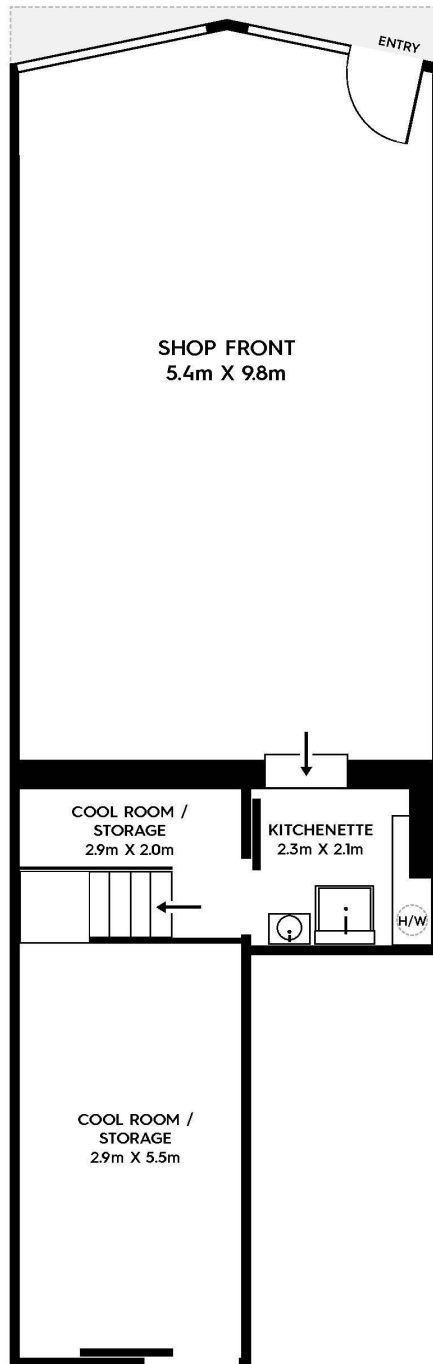 ENTRY
SHOP FRONT
5.4m X 9.8m
COOL ROOM /
STORAGE
2.9m X 2.0m
KITCHENETTE
2.3m X 2.1m
H/W
COOL ROOM /
STORAGE
2.9m X 5.5m